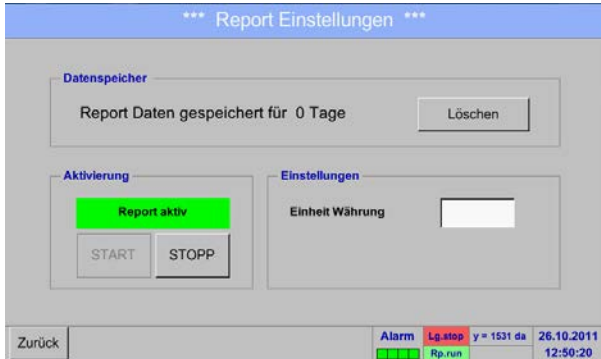 *** Report Einstellungen ***
Datenspeicher
Report Daten gespeichert für 0 Tage
Löschen
Aktivierung
Report aktiv
START
STOPP
Einstellungen
Einheit Währung
Zurück
Alarm
Lg.stop
Rp.run
y = 1531 da
26.10.2011
12:50:20